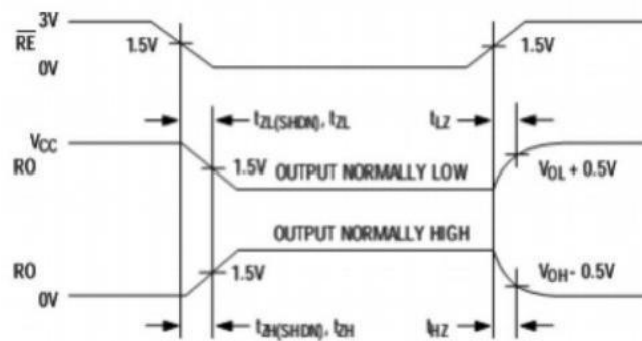 3V
RE
1.5V
1.5V
0V
tZL(SHDN), tZL
tLZ
VCC
RO
1.5V
OUTPUT NORMALLY LOW
VOL + 0.5V
OUTPUT NORMALLY HIGH
RO
1.5V
VOH - 0.5V
0V
tZH(SHDN), tZH
tHZ